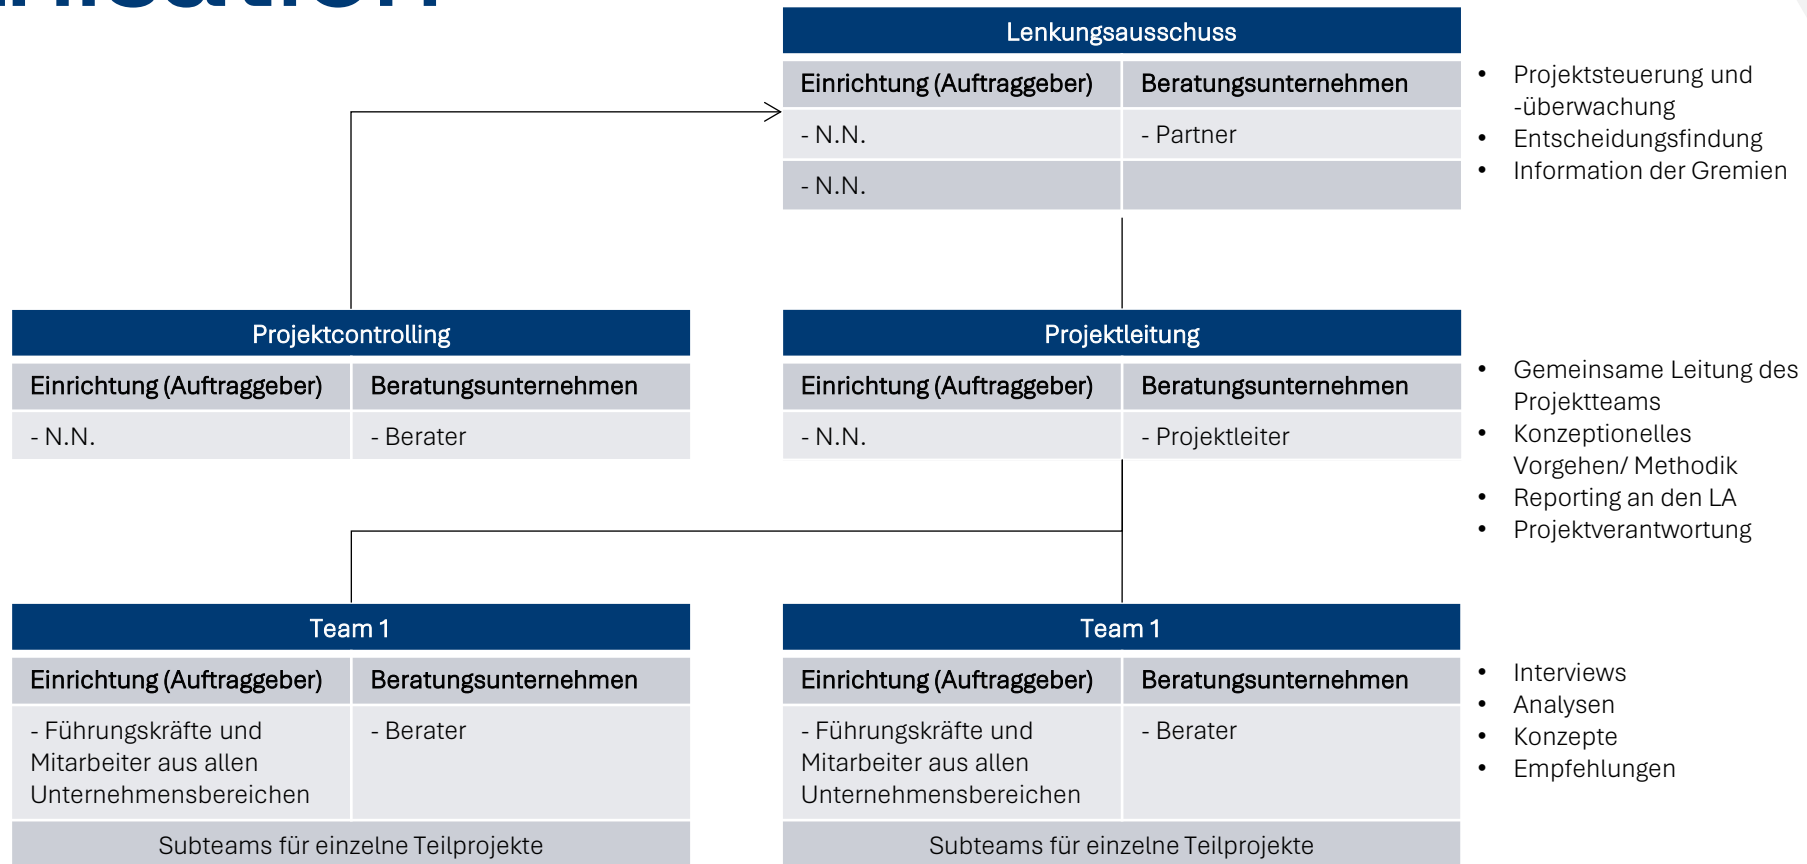 Lenkungsausschuss
Einrichtung (Auftraggeber) Beratungsunternehmen
- N.N. - Partner
- N.N.
• Projektsteuerung und
-überwachung
• Entscheidungsfindung
• Information der Gremien
Projektcontrolling
Einrichtung (Auftraggeber) Beratungsunternehmen
- N.N. - Berater
Projektleitung
Einrichtung (Auftraggeber) Beratungsunternehmen
- N.N. - Projektleiter
• Gemeinsame Leitung des
Projektteams
• Konzeptionelles
Vorgehen/ Methodik
• Reporting an den LA
• Projektverantwortung
Team 1
Einrichtung (Auftraggeber) Beratungsunternehmen
- Führungskräfte und - Berater
Mitarbeiter aus allen
Unternehmensbereichen
Subteams für einzelne Teilprojekte
Team 1
Einrichtung (Auftraggeber) Beratungsunternehmen
- Führungskräfte und - Berater
Mitarbeiter aus allen
Unternehmensbereichen
Subteams für einzelne Teilprojekte
• Interviews
• Analysen
• Konzepte
• Empfehlungen